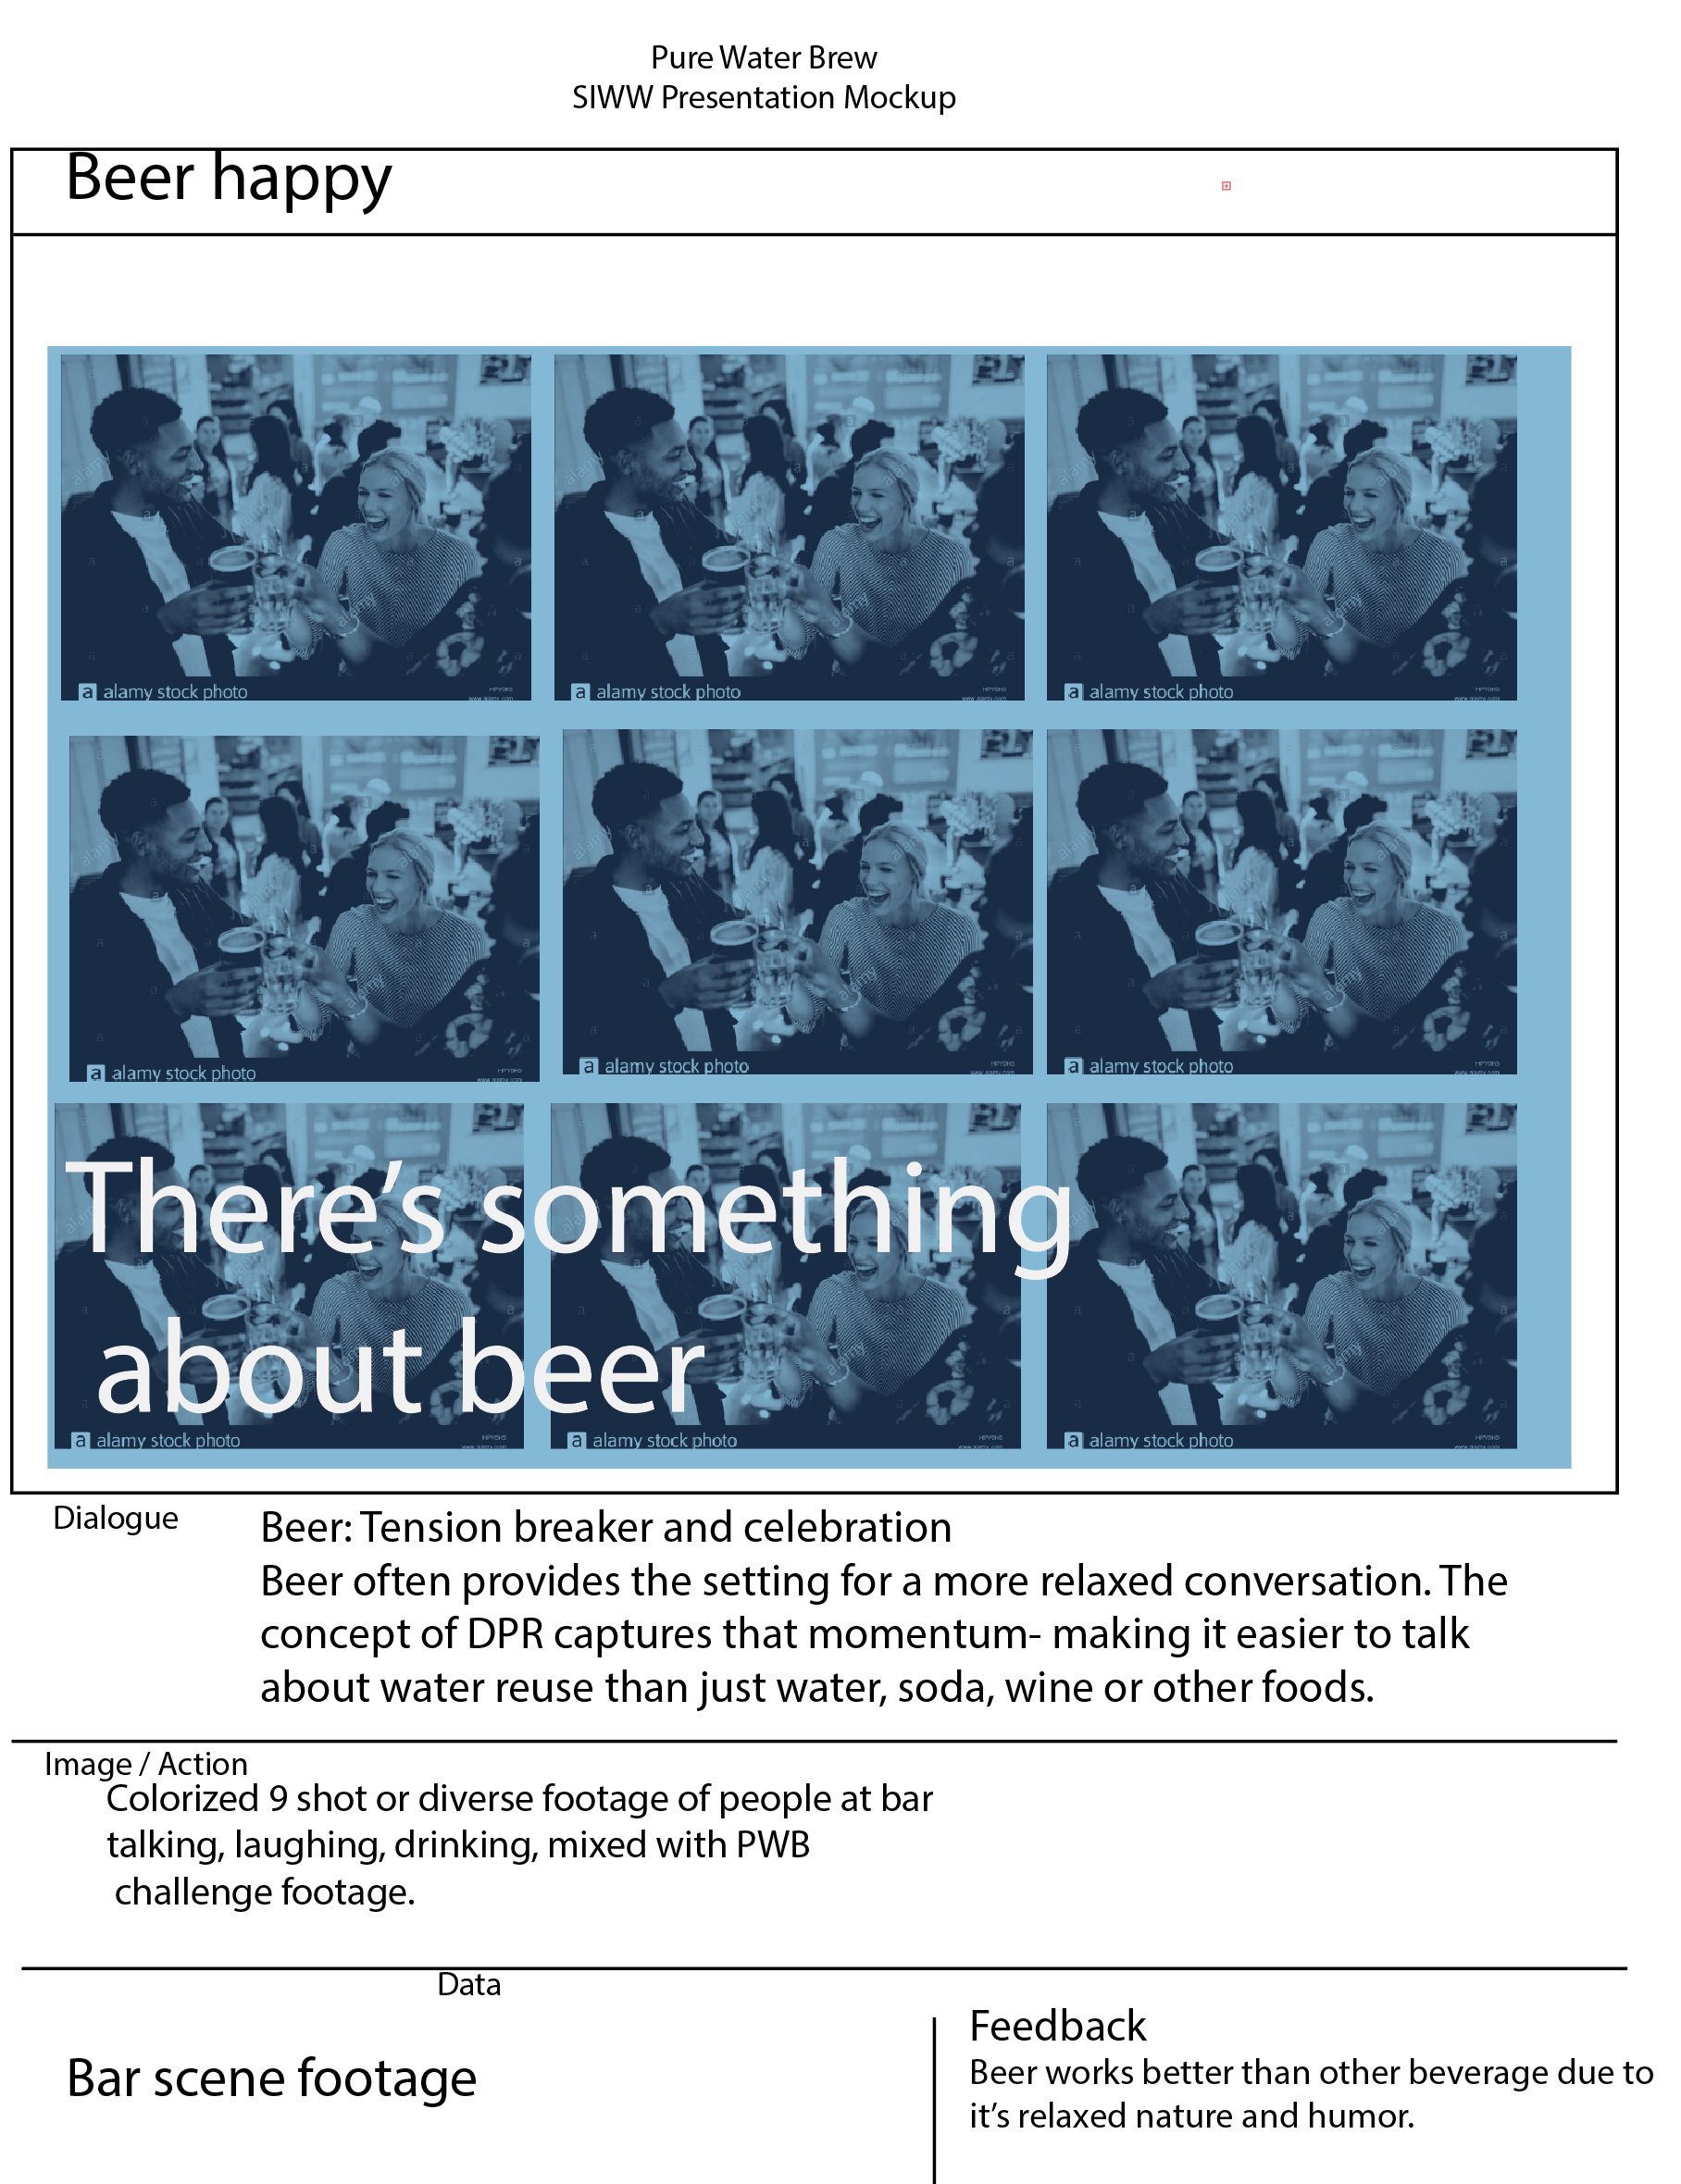 Pure Water Brew
SIWW Presentation Mockup
Beer happy
a alamy stock photo
a alamy stock photo
a alamy stock photo
a alamy stock photo
a alamy stock photo
a alamy stock photo
There’s something
about beer
a alamy stock photo
a alamy stock photo
a alamy stock photo
Dialogue
Beer: Tension breaker and celebration
Beer often provides the setting for a more relaxed conversation. The
concept of DPR captures that momentum- making it easier to talk
about water reuse than just water, soda, wine or other foods.
Image / Action
Colorized 9 shot or diverse footage of people at bar
talking, laughing, drinking, mixed with PWB
challenge footage.
Data
Bar scene footage
Feedback
Beer works better than other beverage due to
it’s relaxed nature and humor.